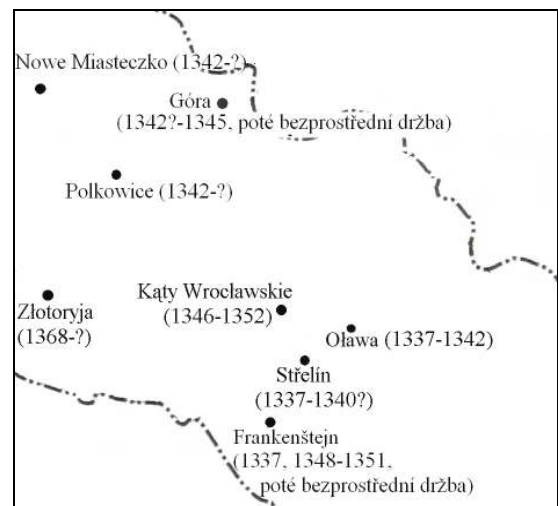 Nowe Miasteczko (1342-?)
Góra
(1342?-1345, poté bezprostřední držba)
Polkowice (1342-?)
Kąty Wrocławskie
(1346-1352)
Złotoryja
(1368-?)
Oława (1337-1342)
Střelín
(1337-1340?)
Frankenštejn
(1337, 1348-1351,
poté bezprostřední držba)